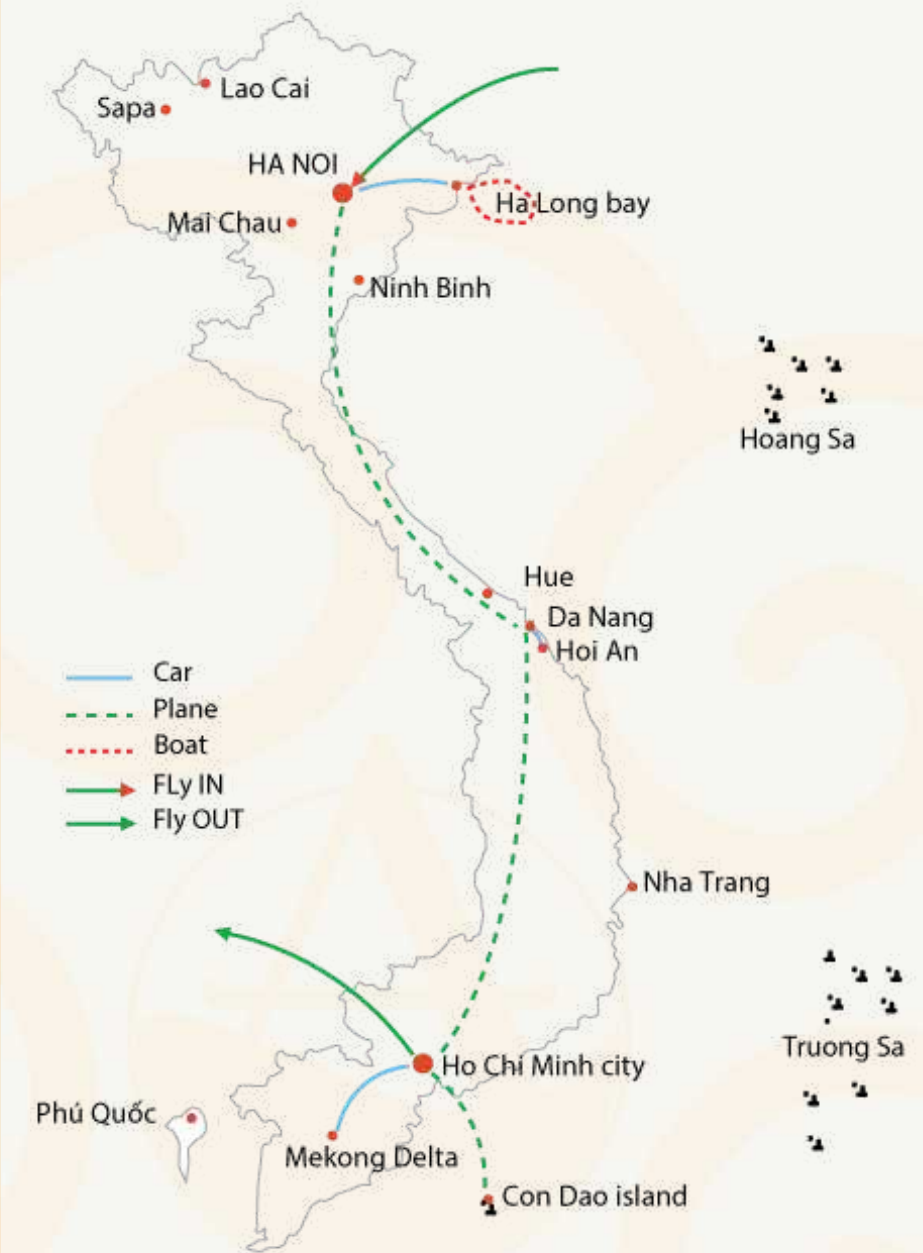 Lao Cai
Sapa
HA NOI
Ha Long bay
Mai Chau
Ninh Binh
Hoang Sa
Hue
Da Nang
Hoi An
Car
Plane
Boat
FLy IN
Fly OUT
Nha Trang
Truong Sa
Ho Chi Minh city
Phú Quốc
Mekong Delta
Con Dao island